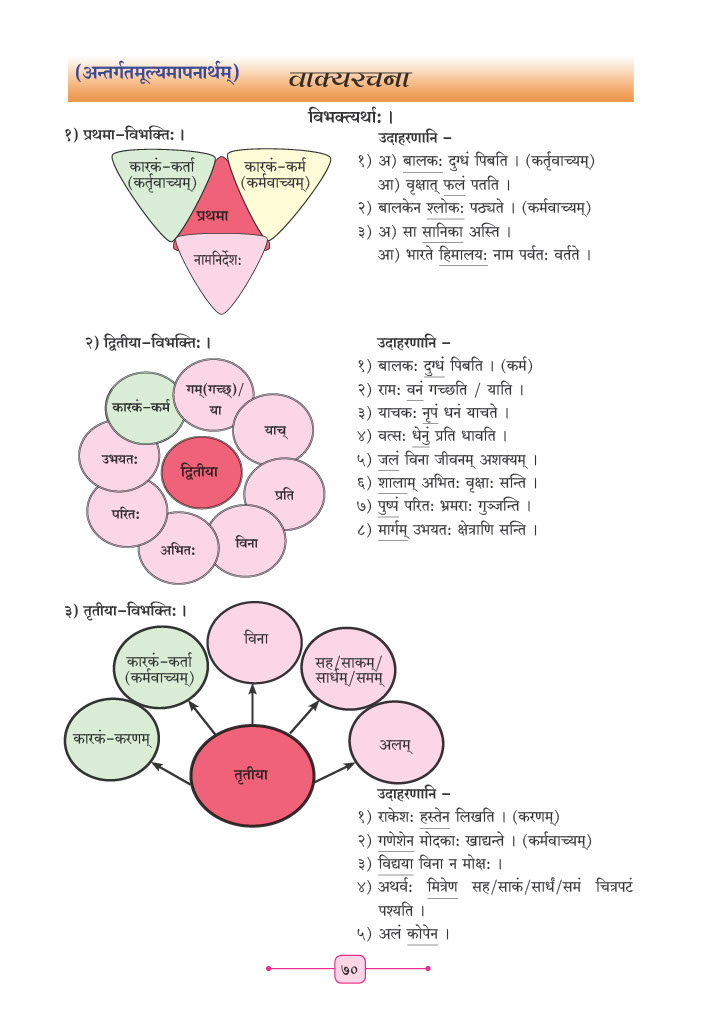 (अन्तर्गतमूल्यमापनार्थम्)
वाक्यरचना
विभक्त्यर्थाः ।
१) प्रथमा-विभक्तिः ।
कारकं-कर्ता
(कर्तृवाच्यम्)
कारकं-कर्म
(कर्मवाच्यम्)
प्रथमा
नामनिर्देशः
उदाहरणानि –
१) अ) बालकः दुग्धं पिबति । (कर्तृवाच्यम्)
आ) वृक्षात् फलं पतति ।
२) बालकेन श्लोकः पठ्यते । (कर्मवाच्यम्)
३) अ) सा सानिका अस्ति ।
आ) भारते हिमालयः नाम पर्वतः वर्तते ।
२) द्वितीया-विभक्तिः ।
कारकं-कर्म
गम्(गच्छ्)/
या
याच्
प्रति
विना
अभितः
परितः
उभयतः
द्वितीया
उदाहरणानि –
१) बालकः दुग्धं पिबति । (कर्म)
२) रामः वनं गच्छति / याति ।
३) याचकः नृपं धनं याचते ।
४) वत्सः धेनुं प्रति धावति ।
५) जलं विना जीवनम् अशक्यम् ।
६) शालाम् अभितः वृक्षाः सन्ति ।
७) पुष्पं परितः भ्रमराः गुञ्जन्ति ।
८) मार्गम् उभयतः क्षेत्राणि सन्ति ।
३) तृतीया-विभक्तिः ।
कारकं-करणम्
कारकं-कर्ता
(कर्मवाच्यम्)
विना
सह/साकम्/
सार्धम्/समम्
अलम्
तृतीया
उदाहरणानि –
१) राकेशः हस्तेन लिखति । (करणम्)
२) गणेशेन मोदकाः खाद्यन्ते । (कर्मवाच्यम्)
३) विद्यया विना न मोक्षः ।
४) अथर्वः मित्रेण सह/साकं/सार्धं/समं चित्रपटं
पश्यति ।
५) अलं कोपेन ।
७०